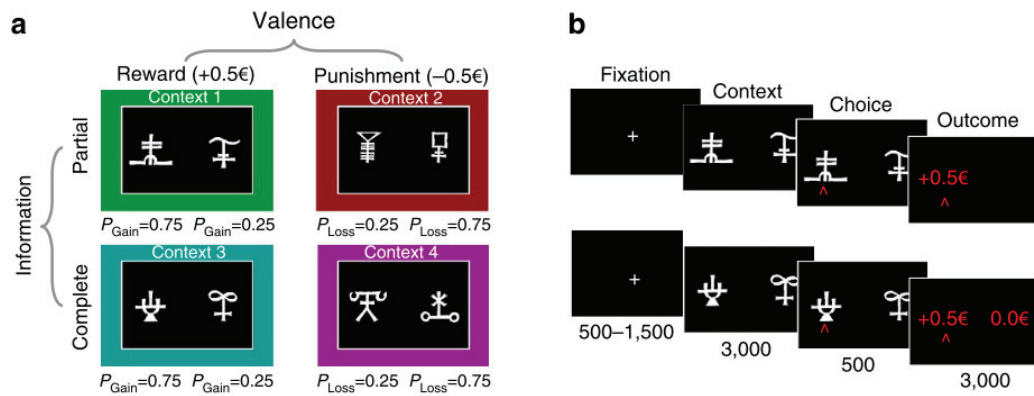 a
Valence
Reward (+0.5€) Punishment (−0.5€)
Context 1 Context 2
Partial
P_Gain=0.75 P_Gain=0.25 P_Loss=0.25 P_Loss=0.75
Information
Context 3 Context 4
Complete
P_Gain=0.75 P_Gain=0.25 P_Loss=0.25 P_Loss=0.75
b
Fixation
Context
Choice
Outcome
+
+0.5€
^
^
+
+0.5€ 0.0€
^
^
500–1,500
3,000
500
3,000